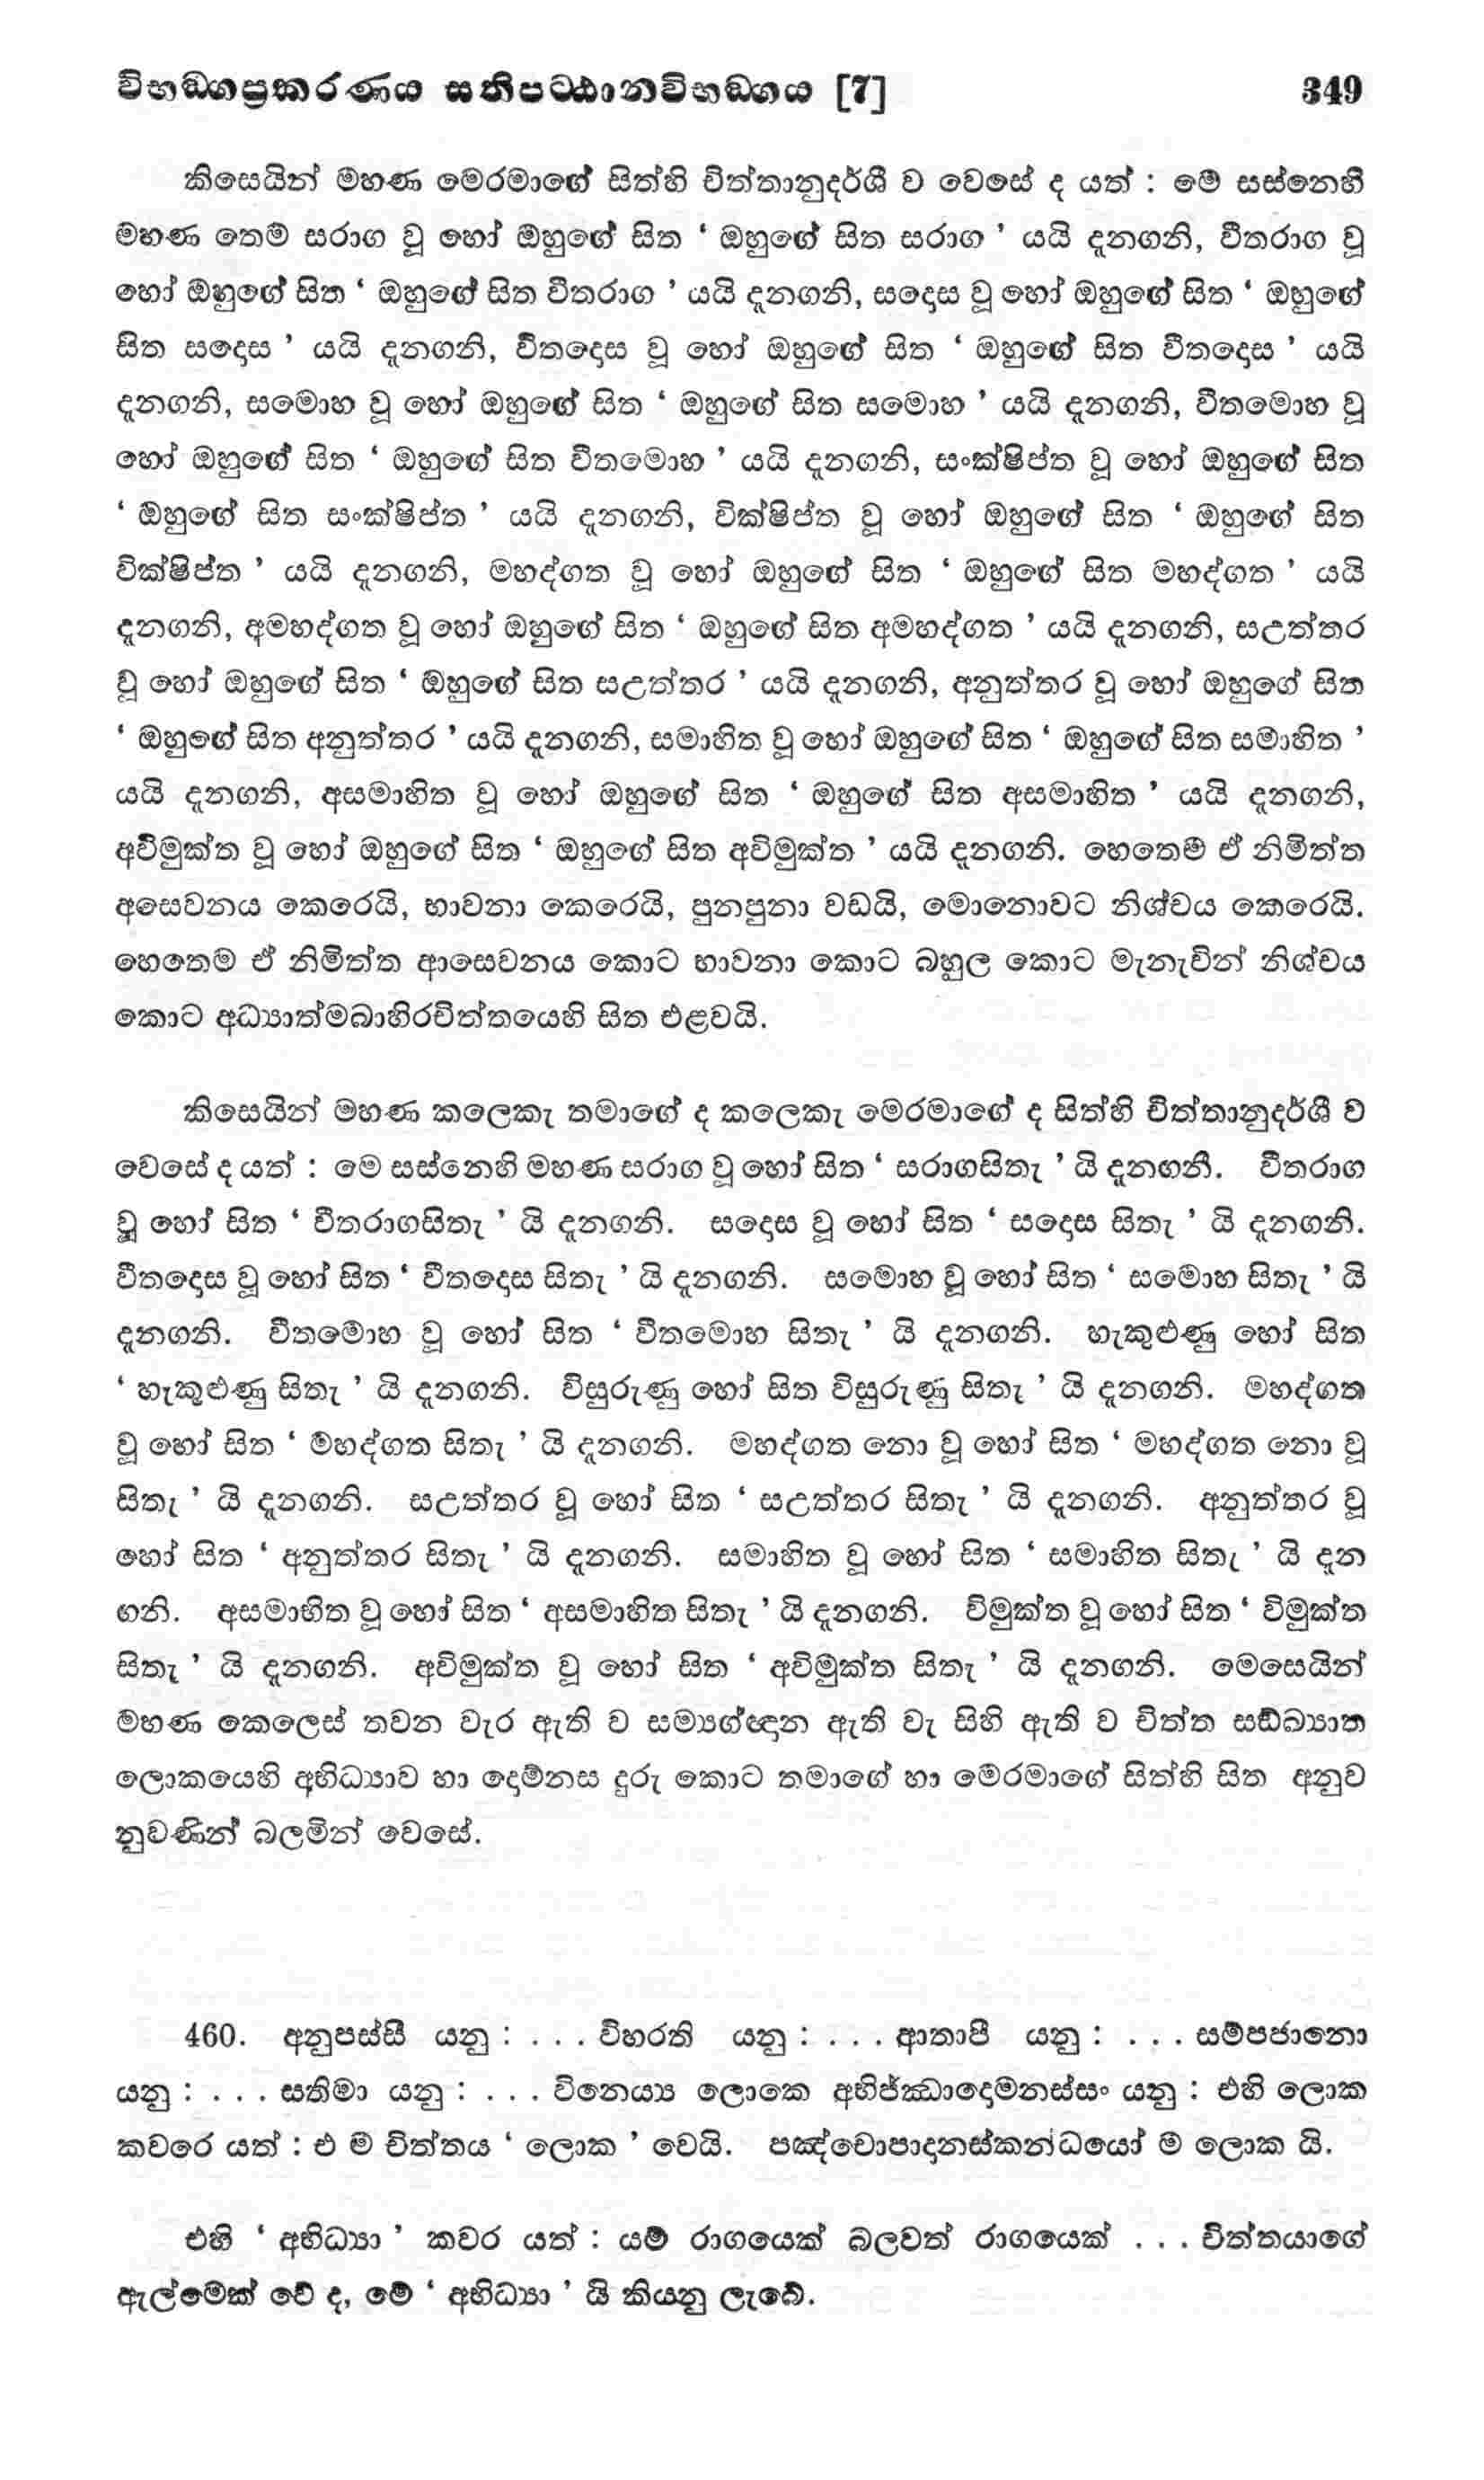 විභඞ්ගප්‍රකරණය සතිපට්ඨානවිභඞ්ගය [7] 349
කිසෙයින් මහණ මෙරමාගේ සිත්හි චිත්තානුදර්ශී ව වෙසේ ද යත් : මේ සස්නෙහි
මහණ තෙම සරාග වූ හෝ ඔහුගේ සිත ‘ ඔහුගේ සිත සරාග ’ යයි දැනගනි, වීතරාග වූ
හෝ ඔහුගේ සිත ‘ ඔහුගේ සිත වීතරාග ’ යයි දැනගනි, සදොස වූ හෝ ඔහුගේ සිත ‘ ඔහුගේ
සිත සදොස ’ යයි දැනගනි, වීතදොස වූ හෝ ඔහුගේ සිත ‘ ඔහුගේ සිත වීතදොස ’ යයි
දැනගනි, සමොහ වූ හෝ ඔහුගේ සිත ‘ ඔහුගේ සිත සමොහ ’ යයි දැනගනි, වීතමොහ වූ
හෝ ඔහුගේ සිත ‘ ඔහුගේ සිත වීතමොහ ’ යයි දැනගනි, සංක්ෂිප්ත වූ හෝ ඔහුගේ සිත
‘ ඔහුගේ සිත සංක්ෂිප්ත ’ යයි දැනගනි, වික්ෂිප්ත වූ හෝ ඔහුගේ සිත ‘ ඔහුගේ සිත
වික්ෂිප්ත ’ යයි දැනගනි, මහද්ගත වූ හෝ ඔහුගේ සිත ‘ ඔහුගේ සිත මහද්ගත ’ යයි
දැනගනි, අමහද්ගත වූ හෝ ඔහුගේ සිත ‘ ඔහුගේ සිත අමහද්ගත ’ යයි දැනගනි, සඋත්තර
වූ හෝ ඔහුගේ සිත ‘ ඔහුගේ සිත සඋත්තර ’ යයි දැනගනි, අනුත්තර වූ හෝ ඔහුගේ සිත
‘ ඔහුගේ සිත අනුත්තර ’ යයි දැනගනි, සමාහිත වූ හෝ ඔහුගේ සිත ‘ ඔහුගේ සිත සමාහිත ’
යයි දැනගනි, අසමාහිත වූ හෝ ඔහුගේ සිත ‘ ඔහුගේ සිත අසමාහිත ’ යයි දැනගනි,
අවිමුක්ත වූ හෝ ඔහුගේ සිත ‘ ඔහුගේ සිත අවිමුක්ත ’ යයි දැනගනි. හෙතෙම ඒ නිමිත්ත
අසෙවනය කෙරෙයි, භාවනා කෙරෙයි, පුනපුනා වඩයි, මොනොවට නිශ්චය කෙරෙයි.
හෙතෙම ඒ නිමිත්ත ආසෙවනය කොට භාවනා කොට බහුල කොට මැනැවින් නිශ්චය
කොට අධ්‍යාත්මබාහිරචිත්තයෙහි සිත එළවයි.
කිසෙයින් මහණ කලෙකැ තමාගේ ද කලෙකැ මෙරමාගේ ද සිත්හි චිත්තානුදර්ශී ව
වෙසේ ද යත් : මෙ සස්නෙහි මහණ සරාග වූ හෝ සිත ‘ සරාගසිතැ ’ යි දැනගනී. වීතරාග
වූ හෝ සිත ‘ වීතරාගසිතැ ’ යි දැනගනි. සදොස වූ හෝ සිත ‘ සදොස සිතැ ’ යි දැනගනි.
වීතදොස වූ හෝ සිත ‘ වීතදොස සිතැ ’ යි දැනගනි. සමොහ වූ හෝ සිත ‘ සමොහ සිතැ ’ යි
දැනගනි. වීතමොහ වූ හෝ සිත ‘ වීතමොහ සිතැ ’ යි දැනගනි. හැකුළුණු හෝ සිත
‘ හැකුළුණු සිතැ ’ යි දැනගනි. විසුරුණු හෝ සිත විසුරුණු සිතැ ’ යි දැනගනි. මහද්ගත
වූ හෝ සිත ‘ මහද්ගත සිතැ ’ යි දැනගනි. මහද්ගත නො වූ හෝ සිත ‘ මහද්ගත නො වූ
සිතැ ’ යි දැනගනි. සඋත්තර වූ හෝ සිත ‘ සඋත්තර සිතැ ’ යි දැනගනි. අනුත්තර වූ
හෝ සිත ‘ අනුත්තර සිතැ ’ යි දැනගනි. සමාහිත වූ හෝ සිත ‘ සමාහිත සිතැ ’ යි දැන
ගනි. අසමාහිත වූ හෝ සිත ‘ අසමාහිත සිතැ ’ යි දැනගනි. විමුක්ත වූ හෝ සිත ‘ විමුක්ත
සිතැ ’ යි දැනගනි. අවිමුක්ත වූ හෝ සිත ‘ අවිමුක්ත සිතැ ’ යි දැනගනි. මෙසෙයින්
මහණ කෙලෙස් තවන වැර ඇති ව සම්‍යග්ඥාන ඇති වැ සිහි ඇති ව චිත්ත සඞ්ඛ්‍යාත
ලොකයෙහි අභිධ්‍යාව හා දොම්නස දුරු කොට තමාගේ හා මෙරමාගේ සිත්හි සිත අනුව
නුවණින් බලමින් වෙසේ.
460. අනුපස්සී යනු : . . . විහරති යනු : . . . ආතාපී යනු : . . . සම්පජානො
යනු : . . . සතිමා යනු : . . . විනෙය්‍ය ලොකෙ අභිජ්ඣාදොමනස්සං යනු : එහි ලොක
කවරෙ යත් : එ ම චිත්තය ‘ ලොක ’ වෙයි. පඤ්චොපාදානස්කන්ධයෝ ම ලොක යි.
එහි ‘ අභිධ්‍යා ’ කවර යත් : යම් රාගයෙක් බලවත් රාගයෙක් . . . චිත්තයාගේ
ඇල්මෙක් වේ ද, මේ ‘ අභිධ්‍යා ’ යි කියනු ලැබේ.